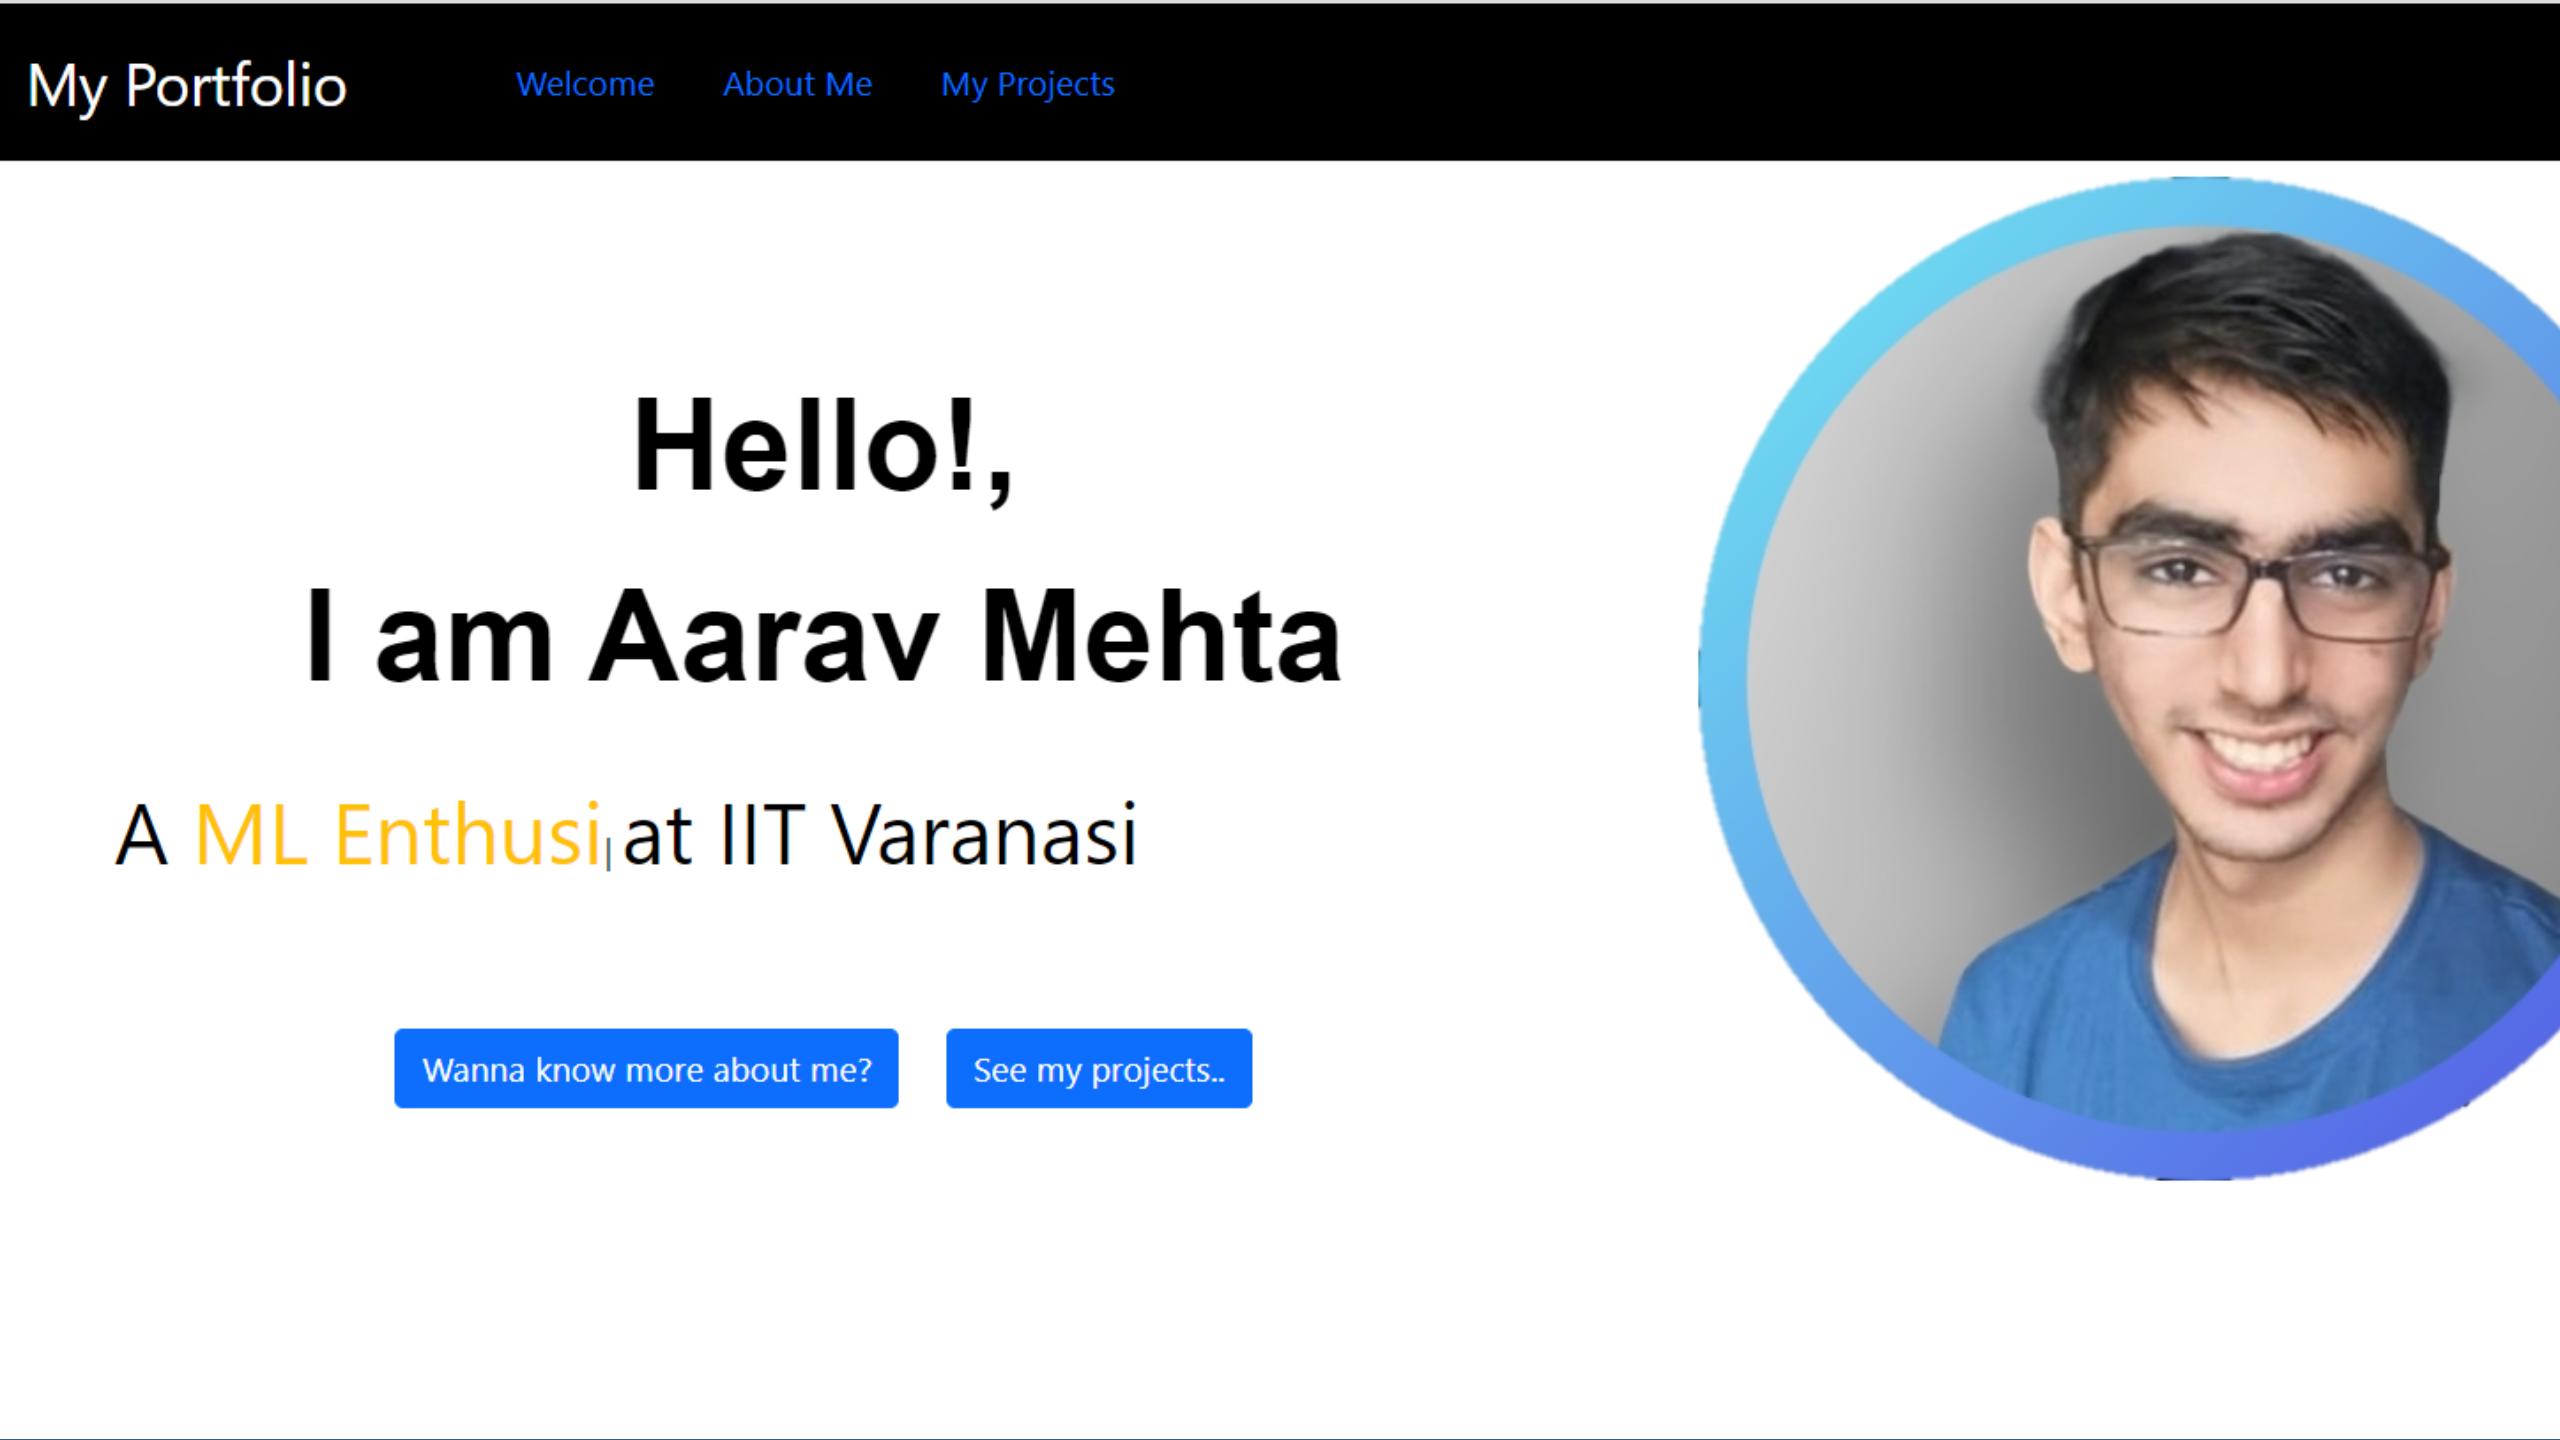 My Portfolio Welcome About Me My Projects
Hello!,
I am Aarav Mehta
A ML Enthusi| at IIT Varanasi
Wanna know more about me? See my projects..